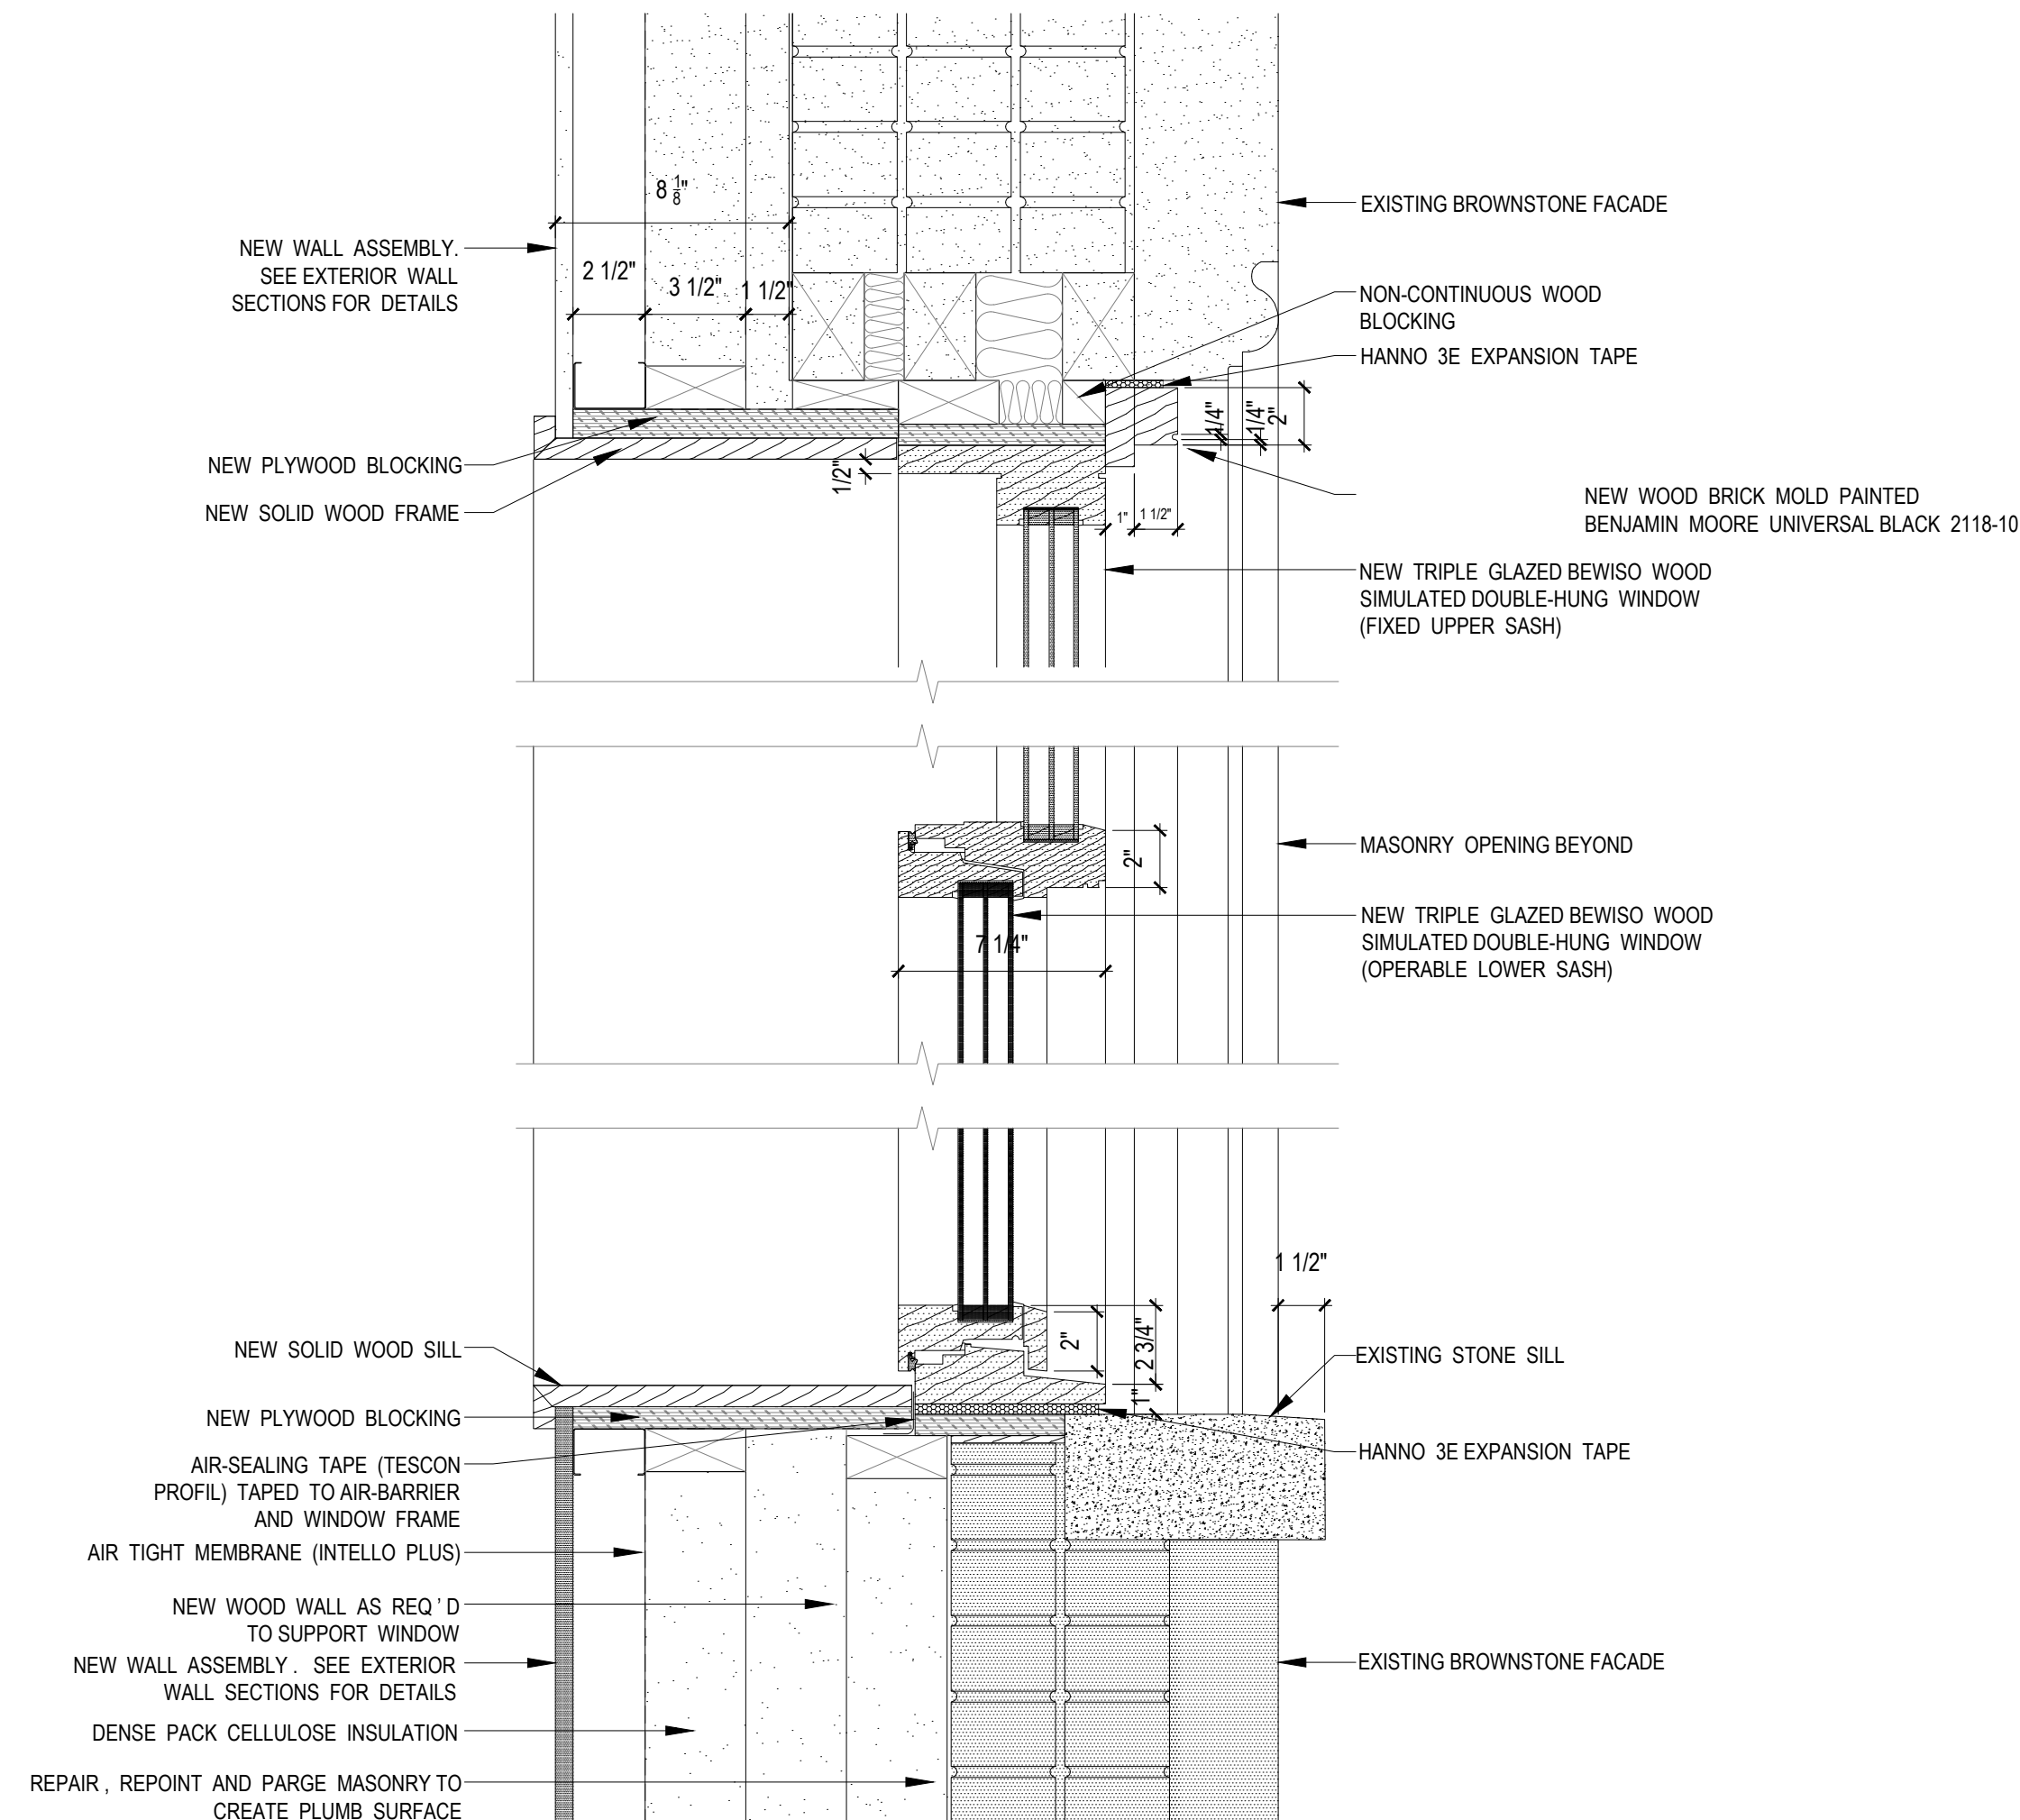 8 1/8"
NEW WALL ASSEMBLY.
SEE EXTERIOR WALL
SECTIONS FOR DETAILS
2 1/2"
3 1/2"
1 1/2"
EXISTING BROWNSTONE FACADE
NON-CONTINUOUS WOOD
BLOCKING
HANNO 3E EXPANSION TAPE
1/4"
1/4"
2"
NEW PLYWOOD BLOCKING
NEW SOLID WOOD FRAME
1/2"
1"
1 1/2"
NEW WOOD BRICK MOLD PAINTED
BENJAMIN MOORE UNIVERSAL BLACK 2118-10
NEW TRIPLE GLAZED BEWISO WOOD
SIMULATED DOUBLE-HUNG WINDOW
(FIXED UPPER SASH)
2"
MASONRY OPENING BEYOND
NEW TRIPLE GLAZED BEWISO WOOD
SIMULATED DOUBLE-HUNG WINDOW
(OPERABLE LOWER SASH)
7 1/4"
1 1/2"
2"
2 3/4"
1"
EXISTING STONE SILL
HANNO 3E EXPANSION TAPE
NEW SOLID WOOD SILL
NEW PLYWOOD BLOCKING
AIR-SEALING TAPE (TESCON
PROFIL) TAPED TO AIR-BARRIER
AND WINDOW FRAME
AIR TIGHT MEMBRANE (INTELLO PLUS)
NEW WOOD WALL AS REQ'D
TO SUPPORT WINDOW
NEW WALL ASSEMBLY. SEE EXTERIOR
WALL SECTIONS FOR DETAILS
EXISTING BROWNSTONE FACADE
DENSE PACK CELLULOSE INSULATION
REPAIR, REPOINT AND PARGE MASONRY TO
CREATE PLUMB SURFACE